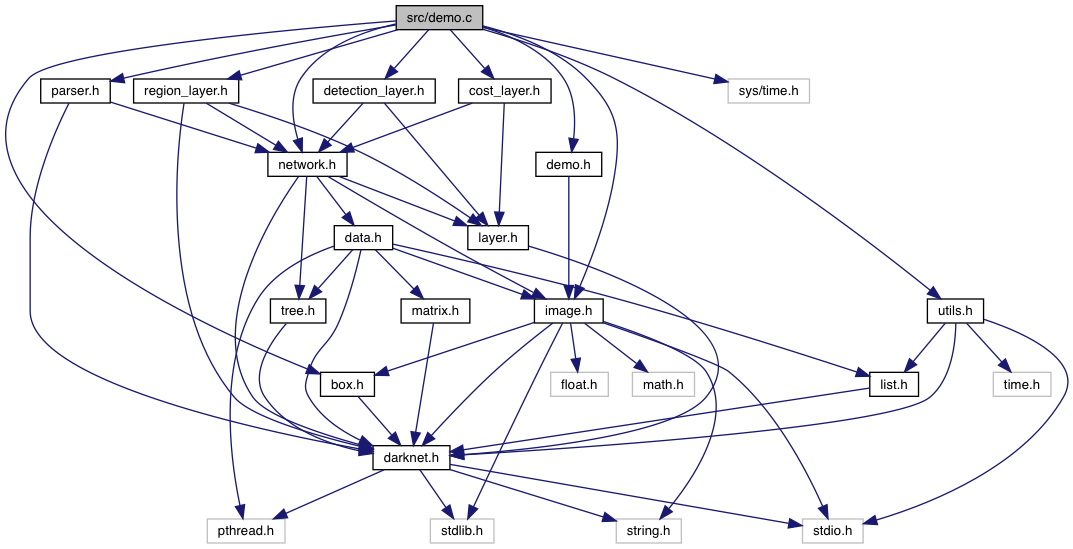 src/demo.c
parser.h
region_layer.h
detection_layer.h
cost_layer.h
sys/time.h
network.h
demo.h
data.h
layer.h
tree.h
matrix.h
image.h
utils.h
box.h
float.h
math.h
list.h
time.h
darknet.h
pthread.h
stdlib.h
string.h
stdio.h